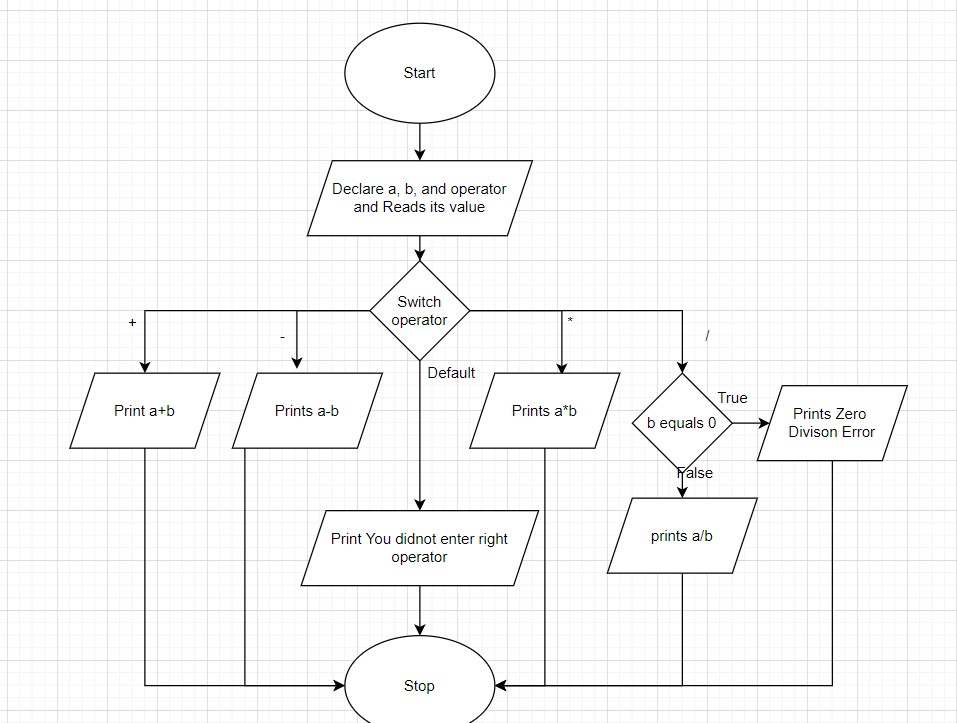 Start
Declare a, b, and operator
and Reads its value
Switch
operator
+
-
*
/
Default
Print a+b
Prints a-b
Prints a*b
b equals 0
True
Prints Zero
Divison Error
False
Print You didnot enter right
operator
prints a/b
Stop